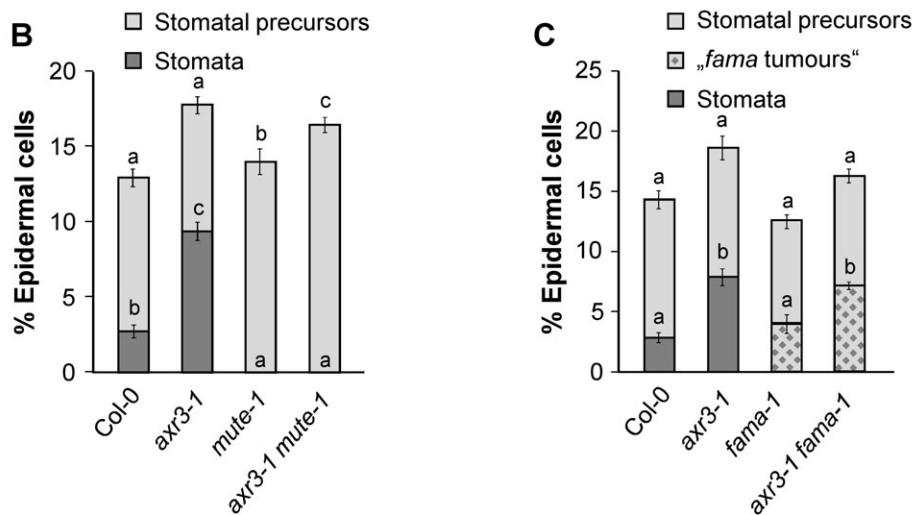 B
Stomatal precursors
Stomata
% Epidermal cells
20
15
10
5
0
a
b
a
c
b
a
c
a
Col-0
axr3-1
mute-1
axr3-1 mute-1
C
Stomatal precursors
„fama tumours“
Stomata
% Epidermal cells
25
20
15
10
5
0
a
a
a
b
a
a
a
b
Col-0
axr3-1
fama-1
axr3-1 fama-1